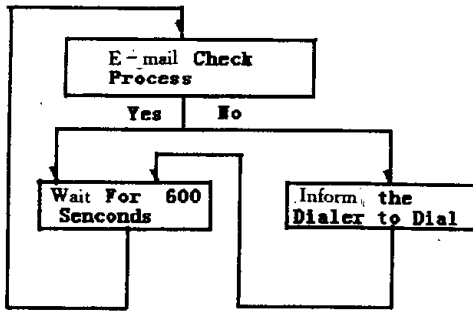 E-mail Check
Process
Yes No
Wait For 600
Senconds
Inform the
Dialer to Dial